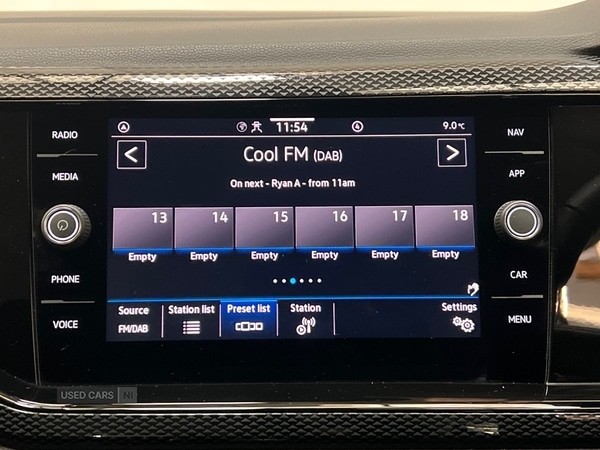 RADIO
MEDIA
PHONE
VOICE
11:54
9.0℃
Cool FM (DAB)
On next - Ryan A - from 11am
13 14 15 16 17 18
Empty Empty Empty Empty Empty Empty
Source
FM/DAB
Station list
Preset list
Station
Settings
NAV
APP
CAR
MENU
USED CARS NI